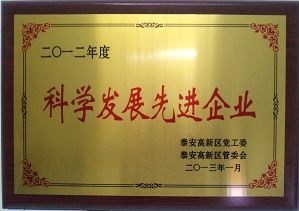 二〇一二年度
科学发展先进企业
泰安高新区党工委
泰安高新区管委会
二〇一三年一月